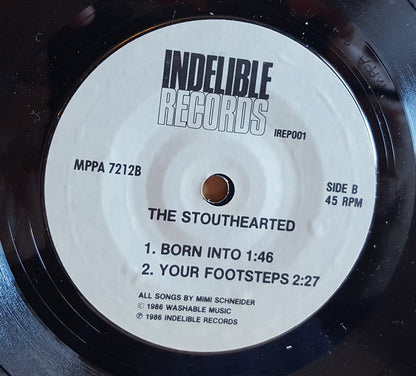 INDELIBLE
RECORDS
IREP001
MPPA 7212B
SIDE B
45 RPM
THE STOUTHEARTED
1. BORN INTO 1:46
2. YOUR FOOTSTEPS 2:27
ALL SONGS BY MIMI SCHNEIDER
© 1986 WASHABLE MUSIC
℗ 1986 INDELIBLE RECORDS